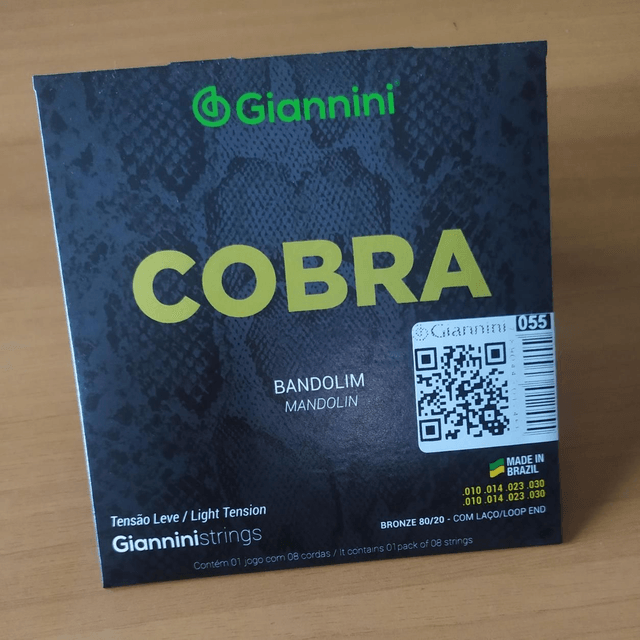 Giannini
COBRA
Giannini
055
BANDOLIM
MANDOLIN
MADE IN
BRAZIL
.010 .014 .023 .030
.010 .014 .023 .030
Tensão Leve / Light Tension
BRONZE 80/20 - COM LAÇO/LOOP END
Gianninistrings
Contém 01 jogo com 08 cordas / It contains 01 pack of 08 strings